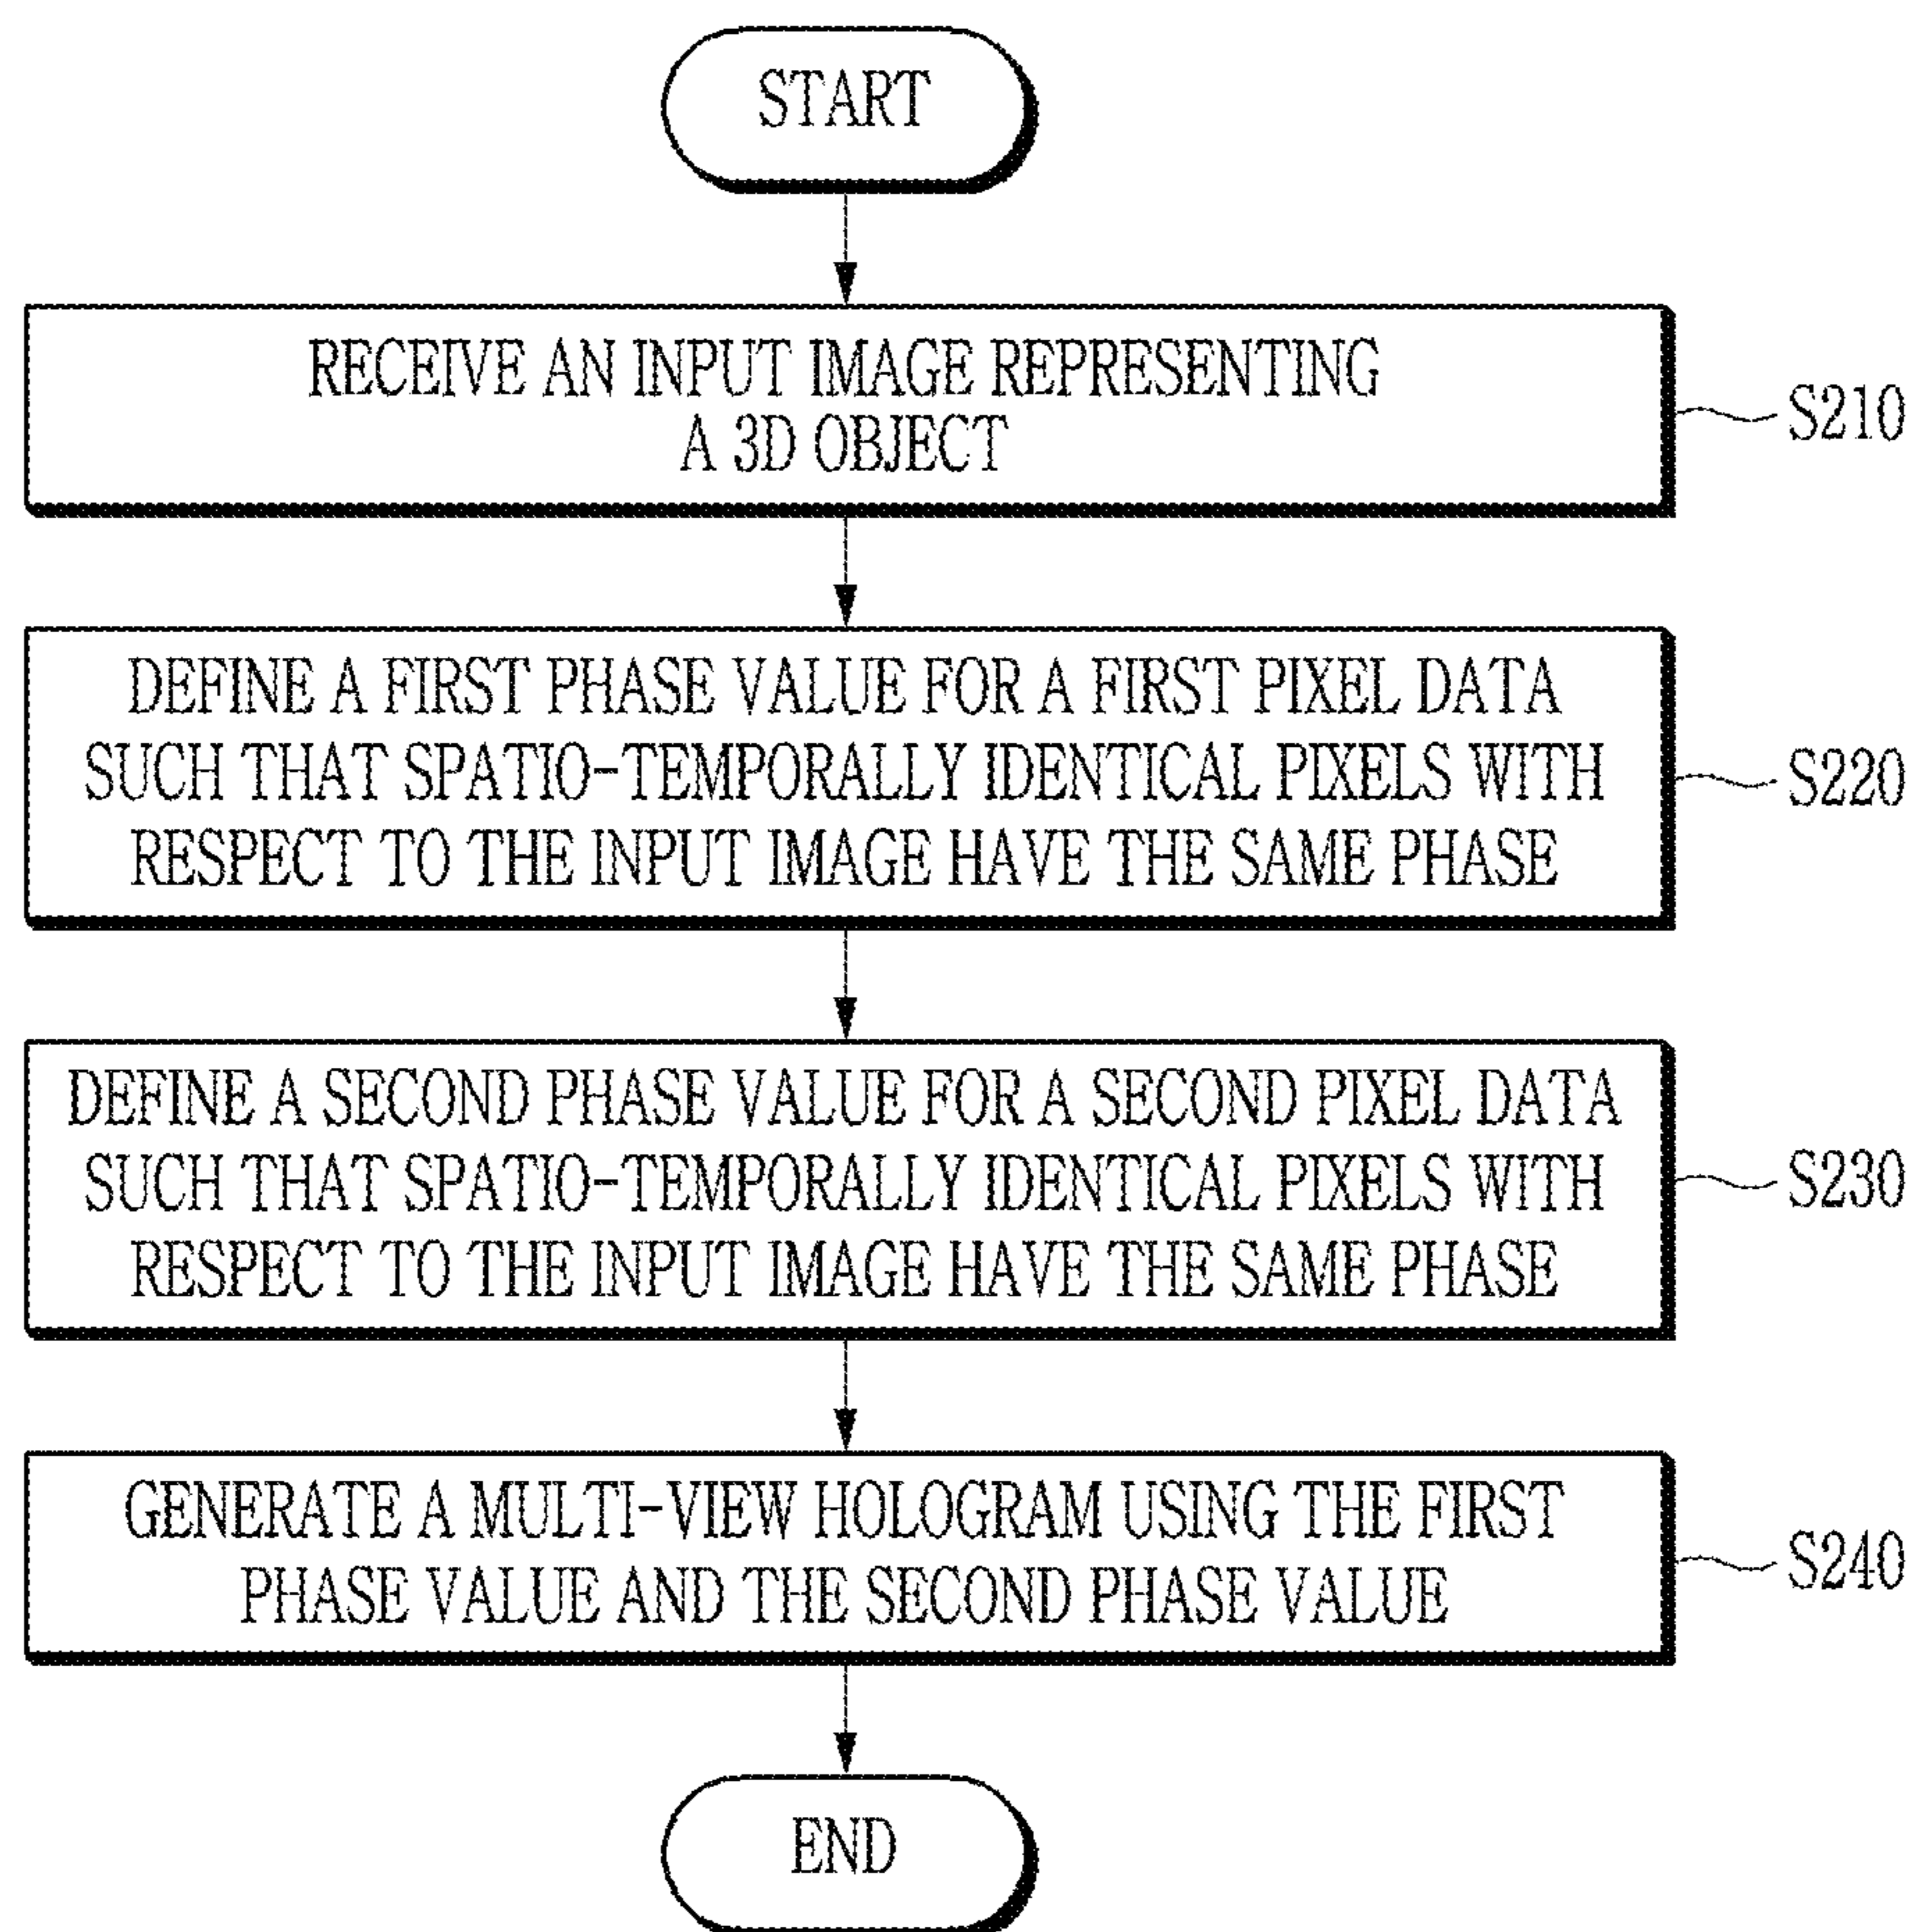 START
RECEIVE AN INPUT IMAGE REPRESENTING
A 3D OBJECT
S210
DEFINE A FIRST PHASE VALUE FOR A FIRST PIXEL DATA
SUCH THAT SPATIO-TEMPORALLY IDENTICAL PIXELS WITH
RESPECT TO THE INPUT IMAGE HAVE THE SAME PHASE
S220
DEFINE A SECOND PHASE VALUE FOR A SECOND PIXEL DATA
SUCH THAT SPATIO-TEMPORALLY IDENTICAL PIXELS WITH
RESPECT TO THE INPUT IMAGE HAVE THE SAME PHASE
S230
GENERATE A MULTI-VIEW HOLOGRAM USING THE FIRST
PHASE VALUE AND THE SECOND PHASE VALUE
S240
END